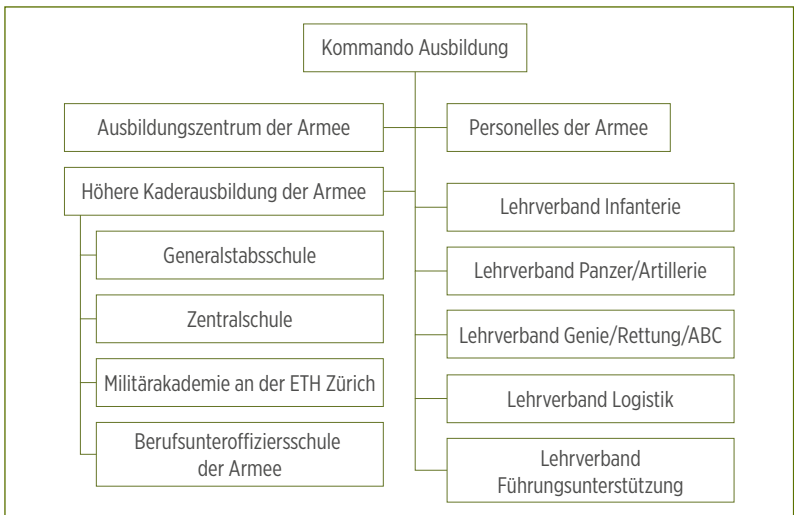 Kommando Ausbildung
Ausbildungszentrum der Armee
Personelles der Armee
Höhere Kaderausbildung der Armee
Generalstabsschule
Zentralschule
Militärakademie an der ETH Zürich
Berufsunteroffiziersschule
der Armee
Lehrverband Infanterie
Lehrverband Panzer/Artillerie
Lehrverband Genie/Rettung/ABC
Lehrverband Logistik
Lehrverband
Führungsunterstützung